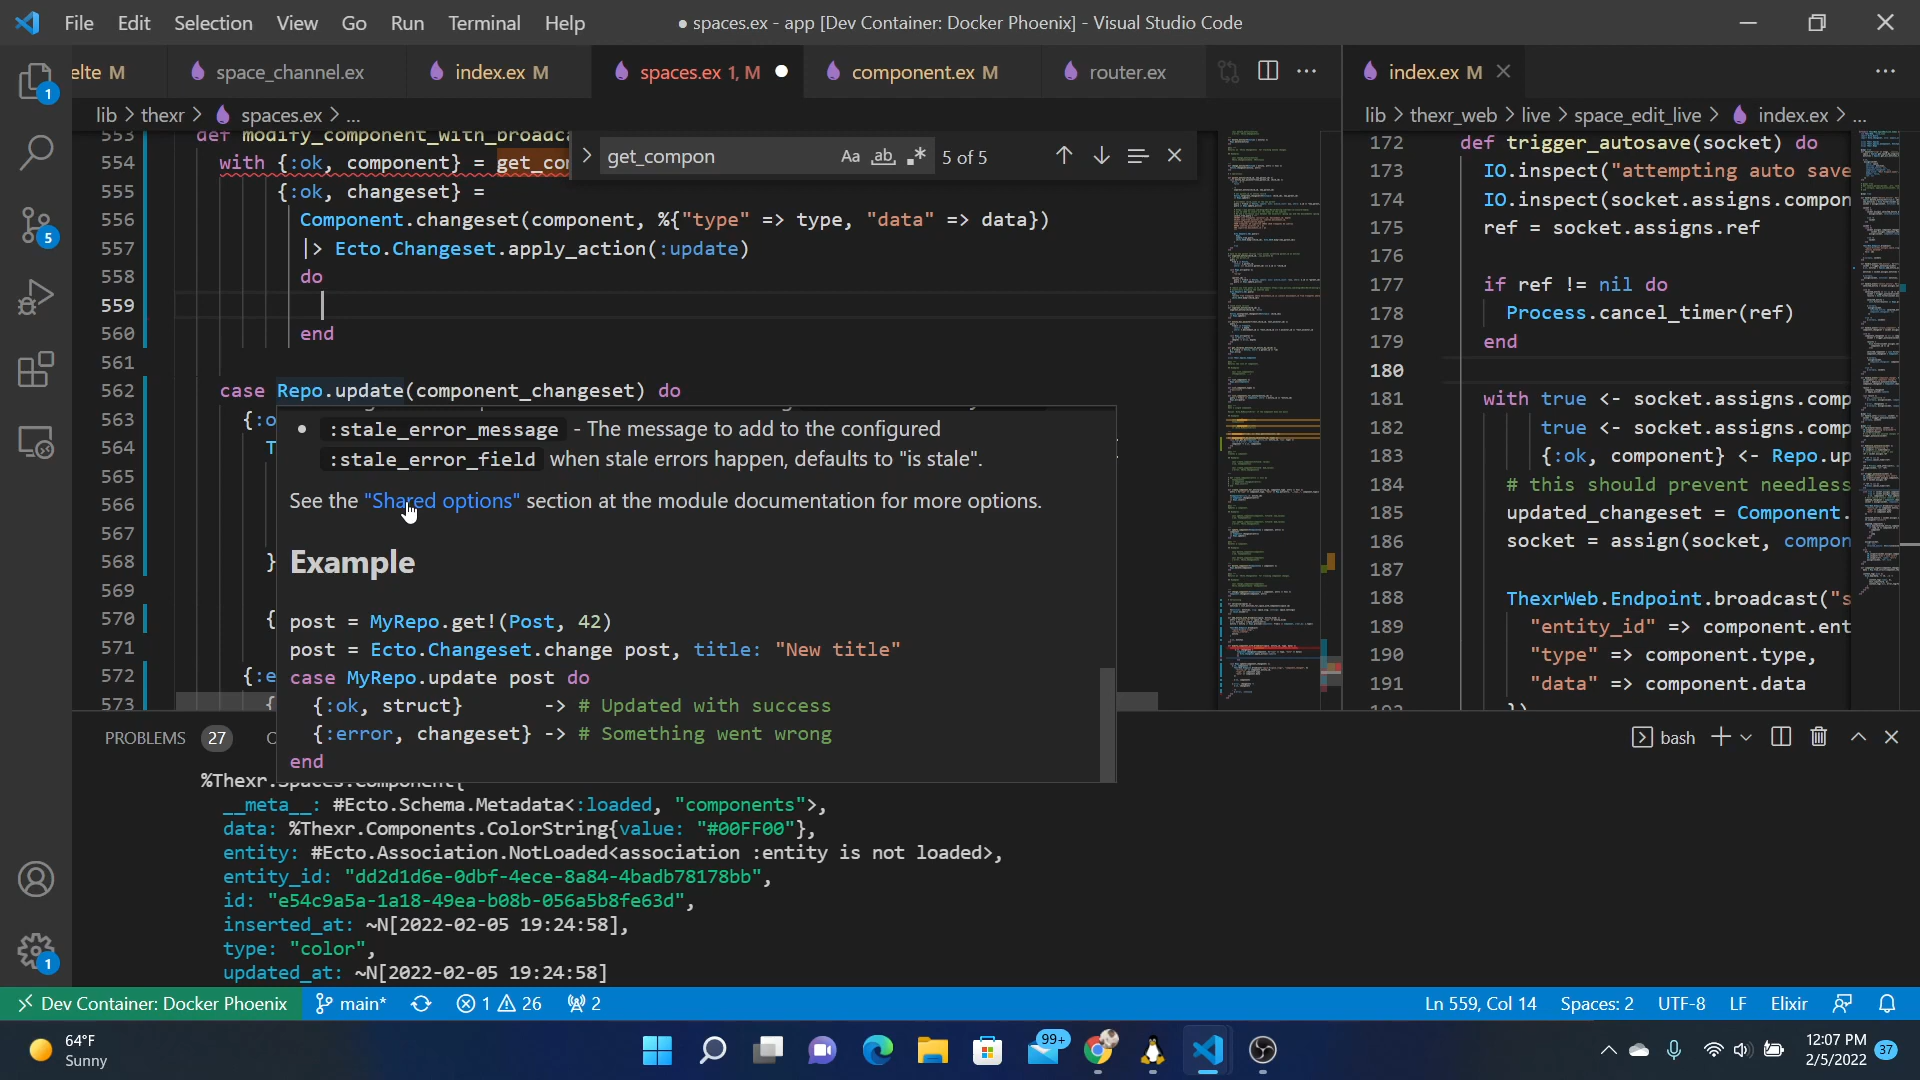 File Edit Selection View Go Run Terminal Help
● spaces.ex - app [Dev Container: Docker Phoenix] - Visual Studio Code
elte M
space_channel.ex
index.ex M
spaces.ex 1, M
component.ex M
router.ex
index.ex M
lib > thexr > spaces.ex > ...
lib > thexr_web > live > space_edit_live > index.ex > ...
get_compon
Aa ab, .*
5 of 5
553 def modify_component_with_broadca
554 with {:ok, component} = get_con
555 {:ok, changeset} =
556 Component.changeset(component, %{"type" => type, "data" => data})
557 |> Ecto.Changeset.apply_action(:update)
558 do
559
560 end
561
562 case Repo.update(component_changeset) do
563 {:o
564 T
565
566
567
568 }
569
570 {
571
572 {:e
573 {
• :stale_error_message - The message to add to the configured
:stale_error_field when stale errors happen, defaults to "is stale".
See the "Shared options" section at the module documentation for more options.
Example
post = MyRepo.get!(Post, 42)
post = Ecto.Changeset.change post, title: "New title"
case MyRepo.update post do
{:ok, struct} -> # Updated with success
{:error, changeset} -> # Something went wrong
end
172 def trigger_autosave(socket) do
173 IO.inspect("attempting auto save
174 IO.inspect(socket.assigns.compon
175 ref = socket.assigns.ref
176
177 if ref != nil do
178 Process.cancel_timer(ref)
179 end
180
181 with true <- socket.assigns.comp
182 true <- socket.assigns.comp
183 {:ok, component} <- Repo.up
184 # this should prevent needless
185 updated_changeset = Component.
186 socket = assign(socket, compon
187
188 ThexrWeb.Endpoint.broadcast("s
189 "entity_id" => component.ent
190 "type" => component.type,
191 "data" => component.data
192 })
PROBLEMS 27
bash
%Thexr.Spaces.Component{
__meta__: #Ecto.Schema.Metadata<:loaded, "components">,
data: %Thexr.Components.ColorString{value: "#00FF00"},
entity: #Ecto.Association.NotLoaded<association :entity is not loaded>,
entity_id: "dd2d1d6e-0dbf-4ece-8a84-4badb78178bb",
id: "e54c9a5a-1a18-49ea-b08b-056a5b8fe63d",
inserted_at: ~N[2022-02-05 19:24:58],
type: "color",
updated_at: ~N[2022-02-05 19:24:58]
1
5
1
Dev Container: Docker Phoenix main* 1 26 2
Ln 559, Col 14 Spaces: 2 UTF-8 LF Elixir
64°F
Sunny
99+
12:07 PM
2/5/2022
37